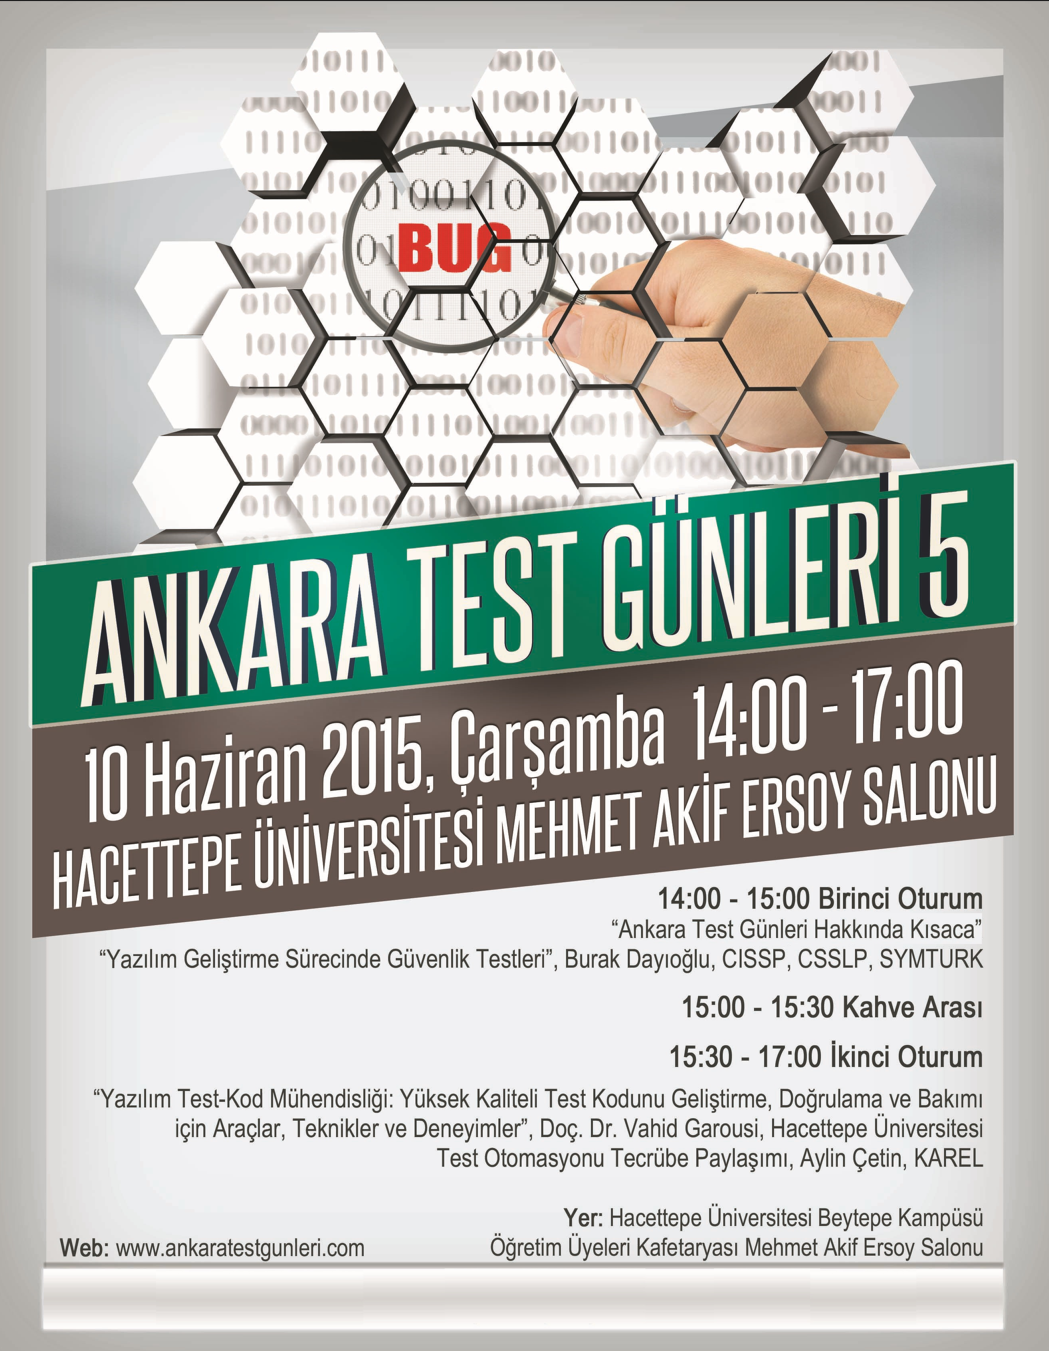 BUG
ANKARA TEST GÜNLERİ 5
10 Haziran 2015, Çarşamba 14:00 - 17:00
HACETTEPE ÜNİVERSİTESİ MEHMET AKİF ERSOY SALONU
14:00 - 15:00 Birinci Oturum
“Ankara Test Günleri Hakkında Kısaca”
“Yazılım Geliştirme Sürecinde Güvenlik Testleri”, Burak Dayıoğlu, CISSP, CSSLP, SYMTURK
15:00 - 15:30 Kahve Arası
15:30 - 17:00 İkinci Oturum
“Yazılım Test-Kod Mühendisliği: Yüksek Kaliteli Test Kodunu Geliştirme, Doğrulama ve Bakımı
için Araçlar, Teknikler ve Deneyimler”, Doç. Dr. Vahid Garousi, Hacettepe Üniversitesi
Test Otomasyonu Tecrübe Paylaşımı, Aylin Çetin, KAREL
Yer: Hacettepe Üniversitesi Beytepe Kampüsü
Öğretim Üyeleri Kafetaryası Mehmet Akif Ersoy Salonu
Web: www.ankaratestgunleri.com